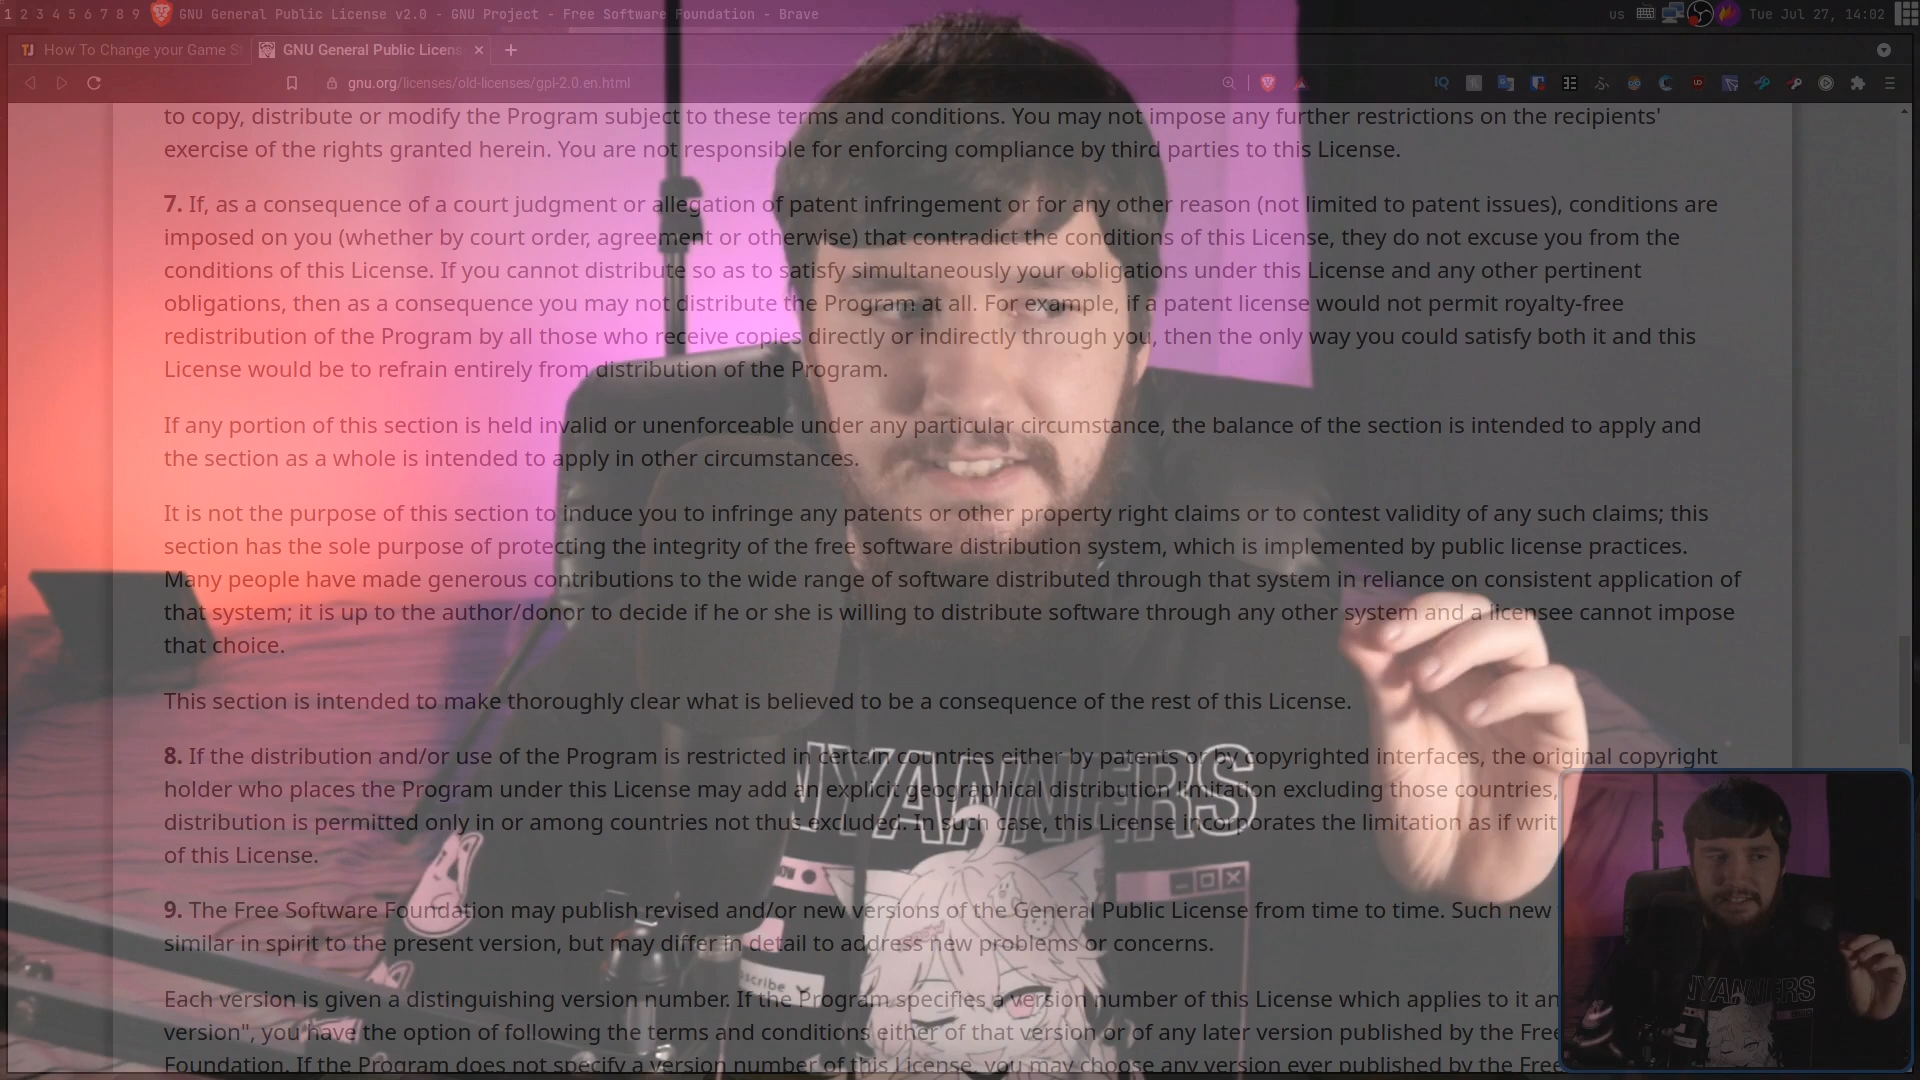 1 2 3 4 5 6 7 8 9 GNU General Public License v2.0 - GNU Project - Free Software Foundation - Brave us Tue Jul 27, 14:02
TJ How To Change your Game GNU General Public Licens
gnu.org/licenses/old-licenses/gpl-2.0.en.html
to copy, distribute or modify the Program subject to these terms and conditions. You may not impose any further restrictions on the recipients'
exercise of the rights granted herein. You are not responsible for enforcing compliance by third parties to this License.
7. If, as a consequence of a court judgment or allegation of patent infringement or for any other reason (not limited to patent issues), conditions are
imposed on you (whether by court order, agreement or otherwise) that contradict the conditions of this License, they do not excuse you from the
conditions of this License. If you cannot distribute so as to satisfy simultaneously your obligations under this License and any other pertinent
obligations, then as a consequence you may not distribute the Program at all. For example, if a patent license would not permit royalty-free
redistribution of the Program by all those who receive copies directly or indirectly through you, then the only way you could satisfy both it and this
License would be to refrain entirely from distribution of the Program.
If any portion of this section is held invalid or unenforceable under any particular circumstance, the balance of the section is intended to apply and
the section as a whole is intended to apply in other circumstances.
It is not the purpose of this section to induce you to infringe any patents or other property right claims or to contest validity of any such claims; this
section has the sole purpose of protecting the integrity of the free software distribution system, which is implemented by public license practices.
Many people have made generous contributions to the wide range of software distributed through that system in reliance on consistent application of
that system; it is up to the author/donor to decide if he or she is willing to distribute software through any other system and a licensee cannot impose
that choice.
This section is intended to make thoroughly clear what is believed to be a consequence of the rest of this License.
8. If the distribution and/or use of the Program is restricted in certain countries either by patents or by copyrighted interfaces, the original copyright
holder who places the Program under this License may add an explicit geographical distribution limitation excluding those countries,
distribution is permitted only in or among countries not thus excluded. In such case, this License incorporates the limitation as if writ
of this License.
9. The Free Software Foundation may publish revised and/or new versions of the General Public License from time to time. Such new
similar in spirit to the present version, but may differ in detail to address new problems or concerns.
Each version is given a distinguishing version number. If the Program specifies a version number of this License which applies to it an
version", you have the option of following the terms and conditions either of that version or of any later version published by the Free
Foundation. If the Program does not specify a version number of this License, you may choose any version ever published by the Free
NYANNERS
scribe
NYANNERS